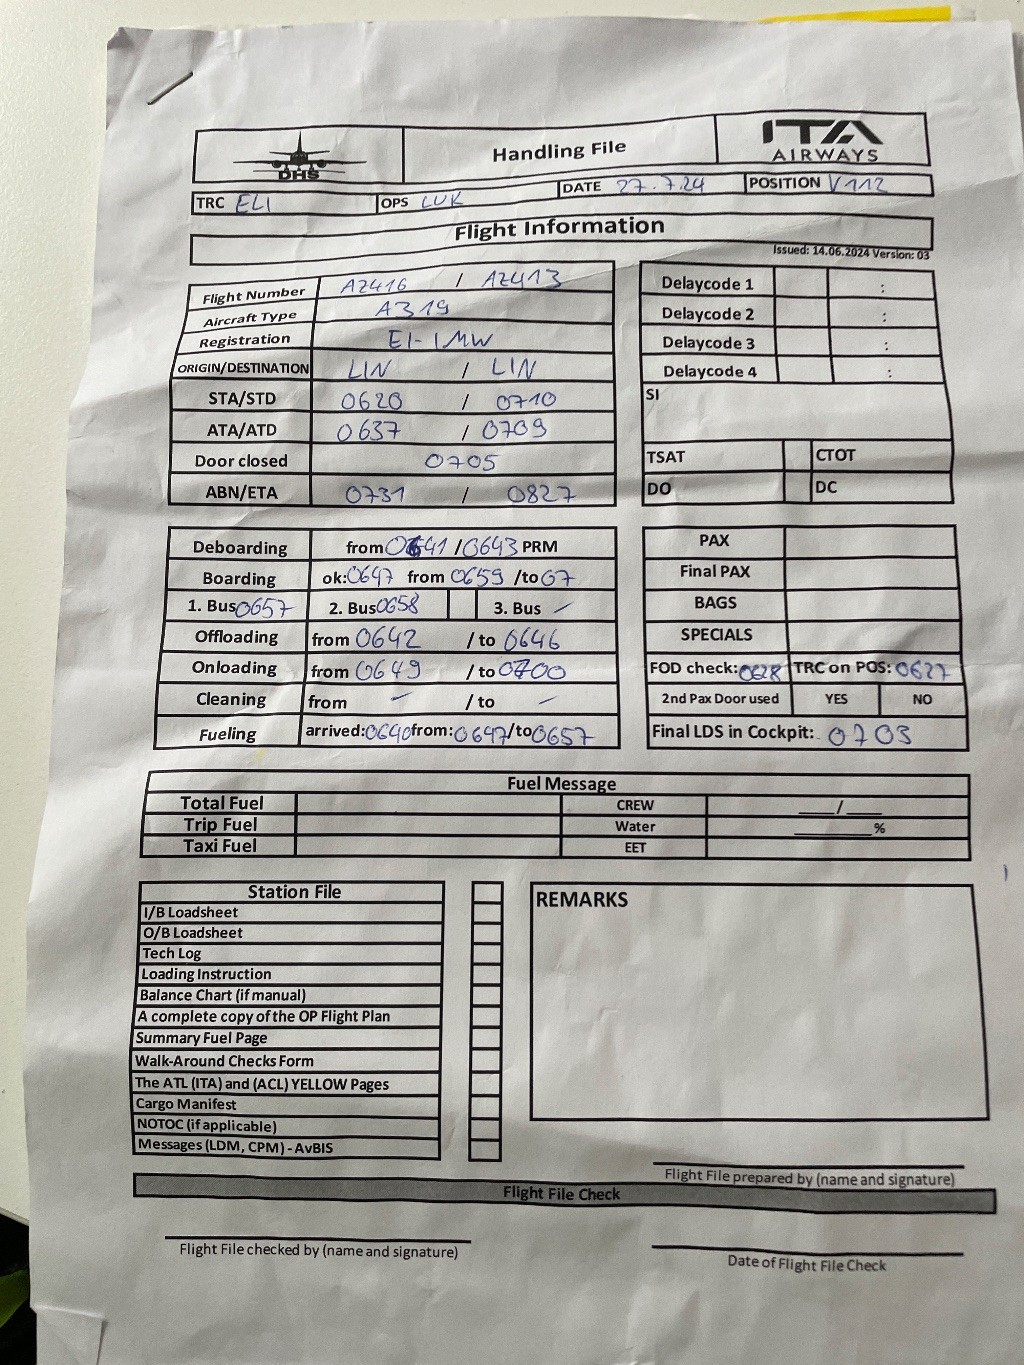 DHS
Handling File
ITA
AIRWAYS
TRC ELI OPS LUK DATE 27.7.24 POSITION V112
Flight Information
Issued: 14.06.2024 Version: 03
Flight Number AZ416 / AZ413
Aircraft Type A319
Registration EI-IMW
ORIGIN/DESTINATION LIN / LIN
STA/STD 0620 / 0710
ATA/ATD 0637 / 0709
Door closed 0705
ABN/ETA 0731 / 0827
Delaycode 1 :
Delaycode 2 :
Delaycode 3 :
Delaycode 4 :
SI
TSAT CTOT
DO DC
Deboarding from 0641 / 0643 PRM
Boarding ok: 0647 from 0659 /to 07
1. Bus 0657 2. Bus 0658 3. Bus –
Offloading from 0642 / to 0646
Onloading from 0649 / to 0700
Cleaning from – / to –
Fueling arrived: 0640 from: 0647 /to 0657
PAX
Final PAX
BAGS
SPECIALS
FOD check: 0628 TRC on POS: 0627
2nd Pax Door used YES NO
Final LDS in Cockpit: 0703
Fuel Message
Total Fuel CREW ___/___
Trip Fuel Water ______%
Taxi Fuel EET
Station File
I/B Loadsheet
O/B Loadsheet
Tech Log
Loading Instruction
Balance Chart (if manual)
A complete copy of the OP Flight Plan
Summary Fuel Page
Walk-Around Checks Form
The ATL (ITA) and (ACL) YELLOW Pages
Cargo Manifest
NOTOC (if applicable)
Messages (LDM, CPM) - AvBIS
REMARKS
Flight File prepared by (name and signature)
Flight File Check
Flight File checked by (name and signature)
Date of Flight File Check